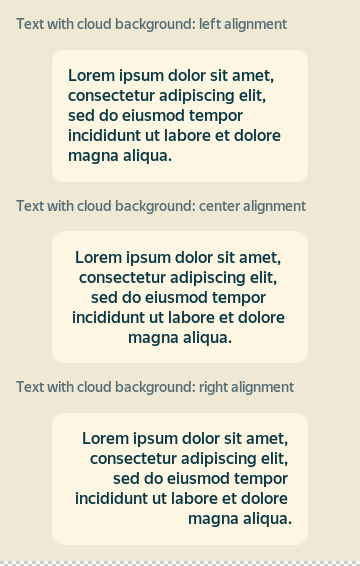 Text with cloud background: left alignment
Lorem ipsum dolor sit amet,
consectetur adipiscing elit,
sed do eiusmod tempor
incididunt ut labore et dolore
magna aliqua.
Text with cloud background: center alignment
Lorem ipsum dolor sit amet,
consectetur adipiscing elit,
sed do eiusmod tempor
incididunt ut labore et dolore
magna aliqua.
Text with cloud background: right alignment
Lorem ipsum dolor sit amet,
consectetur adipiscing elit,
sed do eiusmod tempor
incididunt ut labore et dolore
magna aliqua.